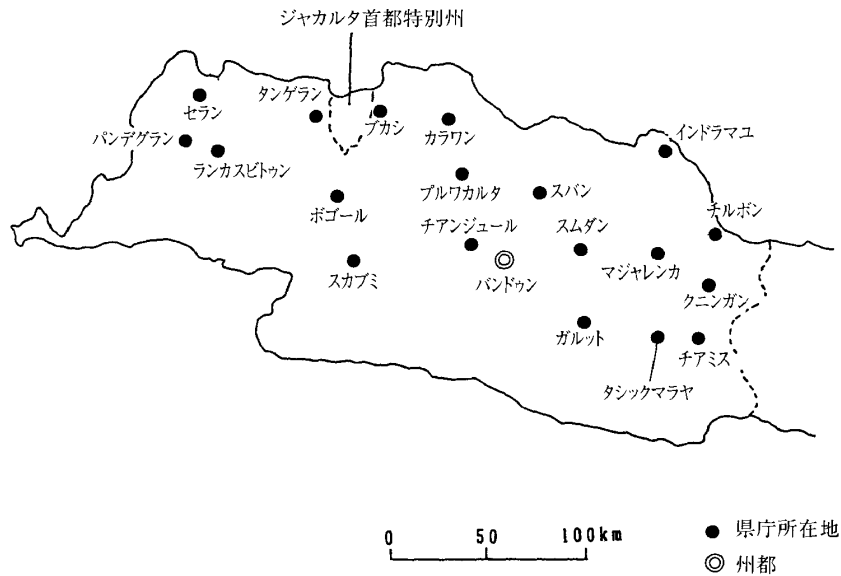 ジャカルタ首都特別州
セラン
タンゲラン
ブカシ
カラワン
インドラマユ
パンデグラン
ランカスビトゥン
ボゴール
プルワカルタ
スバン
チルボン
チアンジュール
スムダン
マジャレンカ
スカブミ
バンドゥン
クニンガン
ガルット
チアミス
タシックマラヤ
0 50 100km
● 県庁所在地
◎ 州都